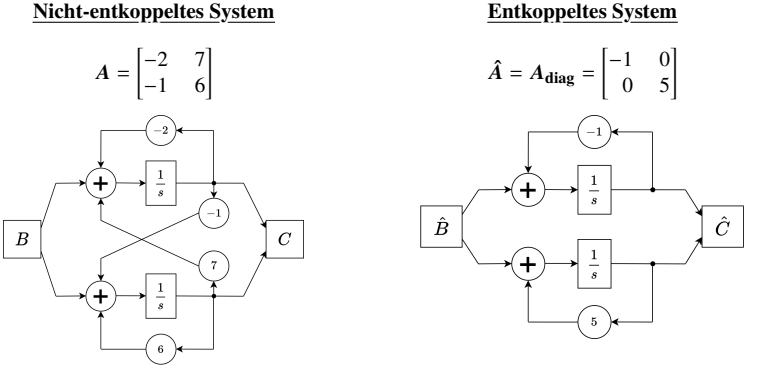 Nicht-entkoppeltes System
A = [−2 7
−1 6]
−2
+
1/s
−1
B
C
7
+
1/s
6
Entkoppeltes System
Â = A_diag = [−1 0
0 5]
−1
+
1/s
B̂
Ĉ
+
1/s
5